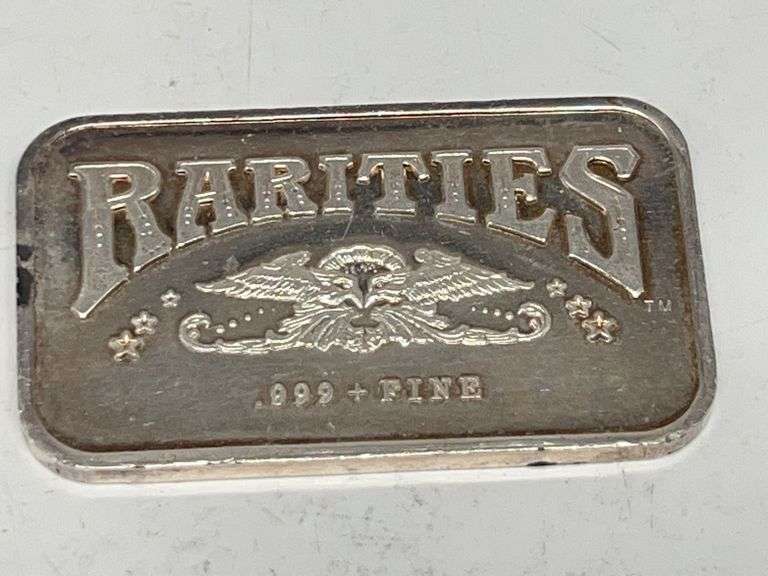 RARITIES
TM
.999 + FINE